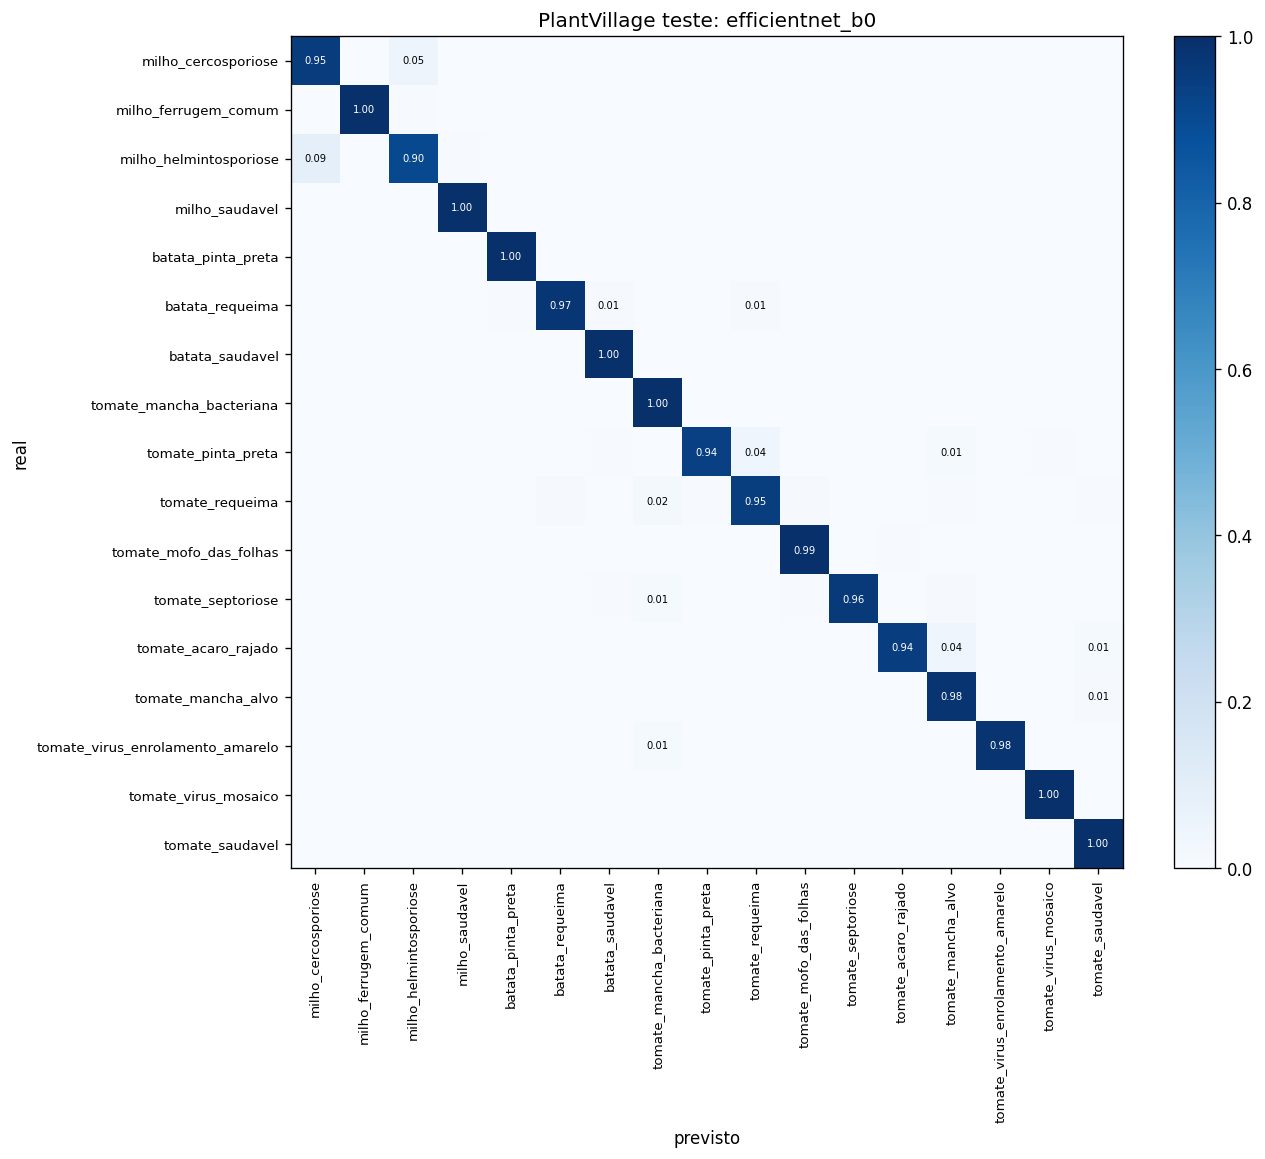 PlantVillage teste: efficientnet_b0
milho_cercosporiose 0.95 0.05
milho_ferrugem_comum 1.00
milho_helmintosporiose 0.09 0.90
milho_saudavel 1.00
batata_pinta_preta 1.00
batata_requeima 0.97 0.01 0.01
batata_saudavel 1.00
tomate_mancha_bacteriana 1.00
tomate_pinta_preta 0.94 0.04 0.01
tomate_requeima 0.02 0.95
tomate_mofo_das_folhas 0.99
tomate_septoriose 0.01 0.96
tomate_acaro_rajado 0.94 0.04 0.01
tomate_mancha_alvo 0.98 0.01
tomate_virus_enrolamento_amarelo 0.01 0.98
tomate_virus_mosaico 1.00
tomate_saudavel 1.00
real
milho_cercosporiose
milho_ferrugem_comum
milho_helmintosporiose
milho_saudavel
batata_pinta_preta
batata_requeima
batata_saudavel
tomate_mancha_bacteriana
tomate_pinta_preta
tomate_requeima
tomate_mofo_das_folhas
tomate_septoriose
tomate_acaro_rajado
tomate_mancha_alvo
tomate_virus_enrolamento_amarelo
tomate_virus_mosaico
tomate_saudavel
previsto
1.0
0.8
0.6
0.4
0.2
0.0